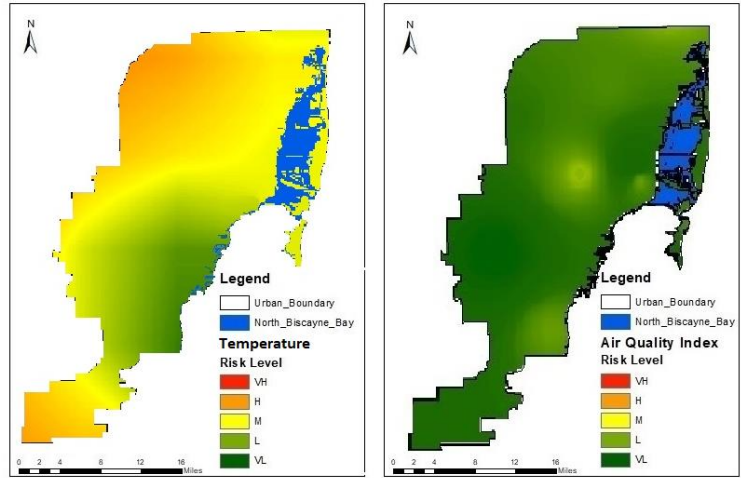 N
Legend
Urban_Boundary
North_Biscayne_Bay
Temperature
Risk Level
VH
H
M
L
VL
0 2 4 8 12 16
Miles
N
Legend
Urban_Boundary
North_Biscayne_Bay
Air Quality Index
Risk Level
VH
H
M
L
VL
0 2 4 8 12 16
Miles